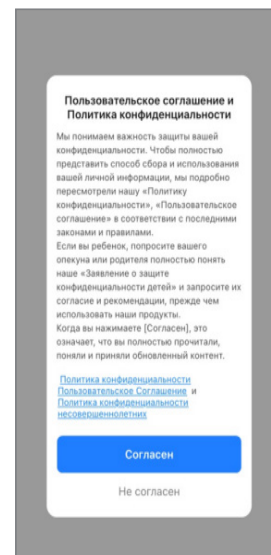 Пользовательское соглашение и
Политика конфиденциальности
Мы понимаем важность защиты вашей
конфиденциальности. Чтобы полностью
представить способ сбора и использования
вашей личной информации, мы подробно
пересмотрели нашу «Политику
конфиденциальности», «Пользовательское
соглашение» в соответствии с последними
законами и правилами.
Если вы ребенок, попросите вашего
опекуна или родителя полностью понять
наше «Заявление о защите
конфиденциальности детей» и запросите их
согласие и рекомендации, прежде чем
использовать наши продукты.
Когда вы нажимаете [Согласен], это
означает, что вы полностью прочитали,
поняли и приняли обновленный контент.
Политика конфиденциальности
Пользовательское Соглашение и
Политика конфиденциальности
несовершеннолетних
Согласен
Не согласен